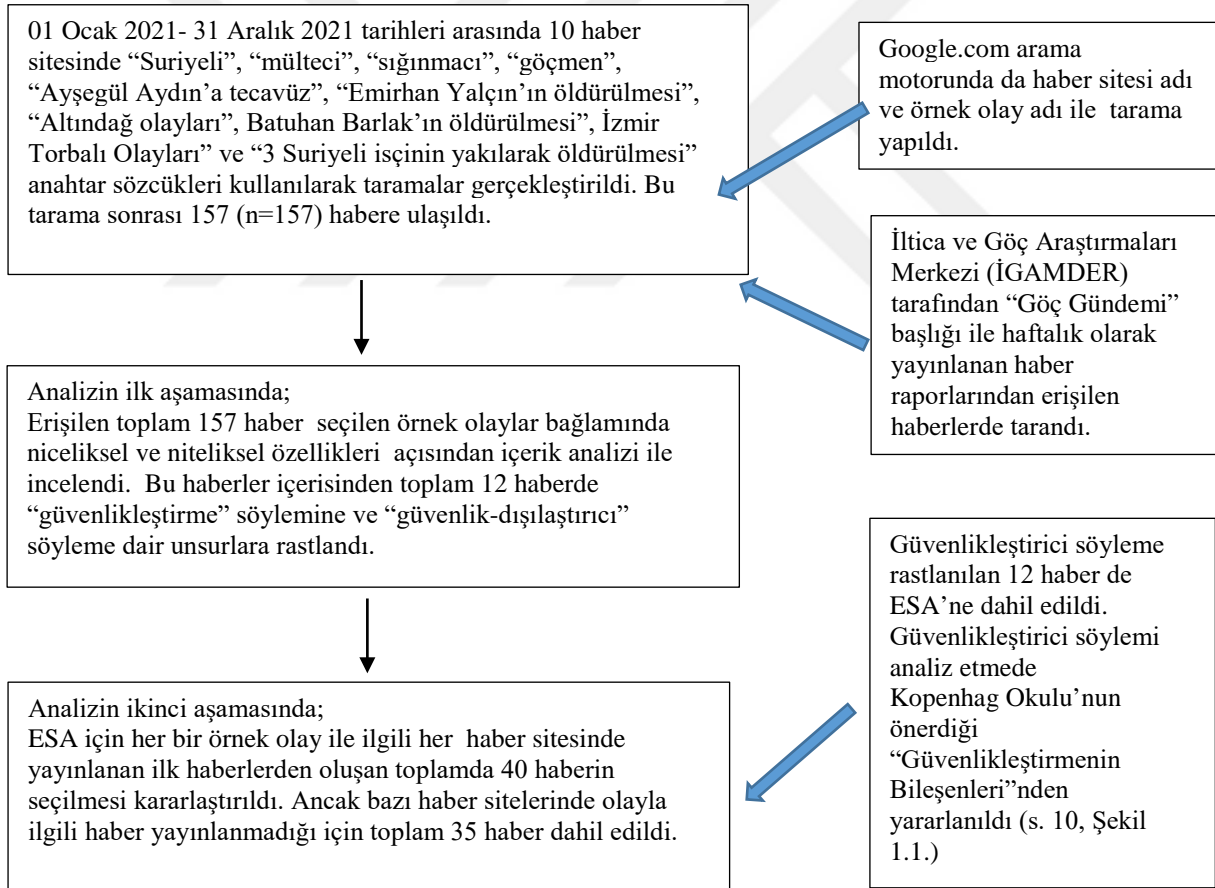 01 Ocak 2021- 31 Aralık 2021 tarihleri arasında 10 haber
sitesinde “Suriyeli”, “mülteci”, “sığınmacı”, “göçmen”,
“Ayşegül Aydın’a tecavüz”, “Emirhan Yalçın’ın öldürülmesi”,
“Altındağ olayları”, Batuhan Barlak’ın öldürülmesi”, İzmir
Torbalı Olayları” ve “3 Suriyeli isçinin yakılarak öldürülmesi”
anahtar sözcükleri kullanılarak taramalar gerçekleştirildi. Bu
tarama sonrası 157 (n=157) habere ulaşıldı.
Google.com arama
motorunda da haber sitesi adı
ve örnek olay adı ile tarama
yapıldı.
İltica ve Göç Araştırmaları
Merkezi (İGAMDER)
tarafından “Göç Gündemi”
başlığı ile haftalık olarak
yayınlanan haber
raporlarından erişilen
haberlerde tarandı.
Analizin ilk aşamasında;
Erişilen toplam 157 haber seçilen örnek olaylar bağlamında
niceliksel ve niteliksel özellikleri açısından içerik analizi ile
incelendi. Bu haberler içerisinden toplam 12 haberde
“güvenlikleştirme” söylemine ve “güvenlik-dışılaştırıcı”
söyleme dair unsurlara rastlandı.
Güvenlikleştirici söyleme
rastlanılan 12 haber de
ESA’ne dahil edildi.
Güvenlikleştirici söylemi
analiz etmede
Kopenhag Okulu’nun
önerdiği
“Güvenlikleştirmenin
Bileşenleri”nden
yararlanıldı (s. 10, Şekil
1.1.)
Analizin ikinci aşamasında;
ESA için her bir örnek olay ile ilgili her haber sitesinde
yayınlanan ilk haberlerden oluşan toplamda 40 haberin
seçilmesi kararlaştırıldı. Ancak bazı haber sitelerinde olayla
ilgili haber yayınlanmadığı için toplam 35 haber dahil edildi.